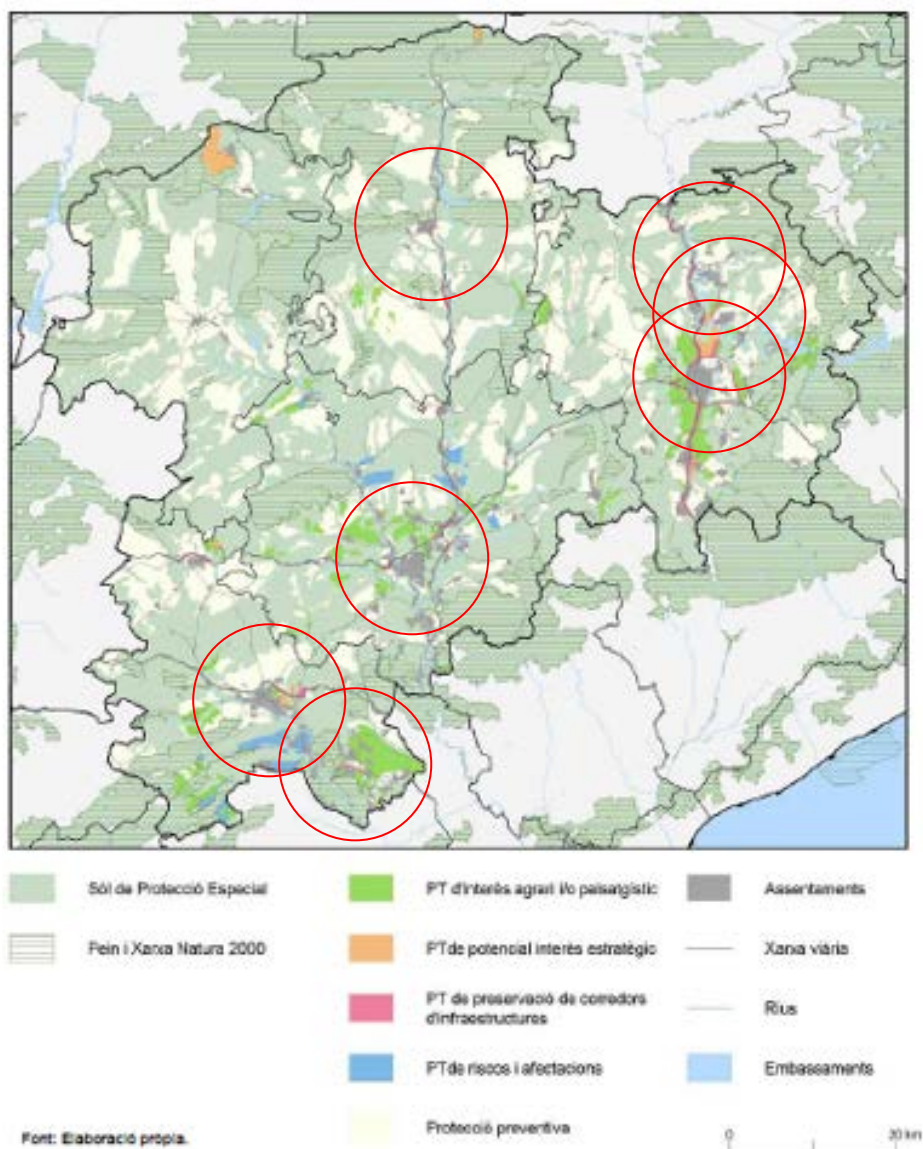 Sòl de Protecció Especial
Pein i Xarxa Natura 2000
PT d'interès agrari i/o paisatgístic
PT de potencial interès estratègic
PT de preservació de corredors
d'infraestructures
PT de riscos i afectacions
Protecció preventiva
Assentaments
Xarxa viària
Rius
Embassaments
Font: Elaboració pròpia.
0 20 km